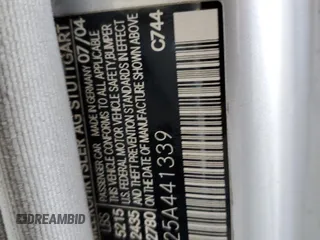 LER AG STUTTGART
07/04
PASSENGER CAR MADE IN GERMANY
LBS THIS VEHICLE CONFORMS TO ALL APPLICABLE
5215 U.S. FEDERAL MOTOR VEHICLE SAFETY BUMPER
2435 AND THEFT PREVENTION STANDARDS IN EFFECT
2780 ON THE DATE OF MANUFACTURE SHOWN ABOVE
25A441339
C744
DREAMBID